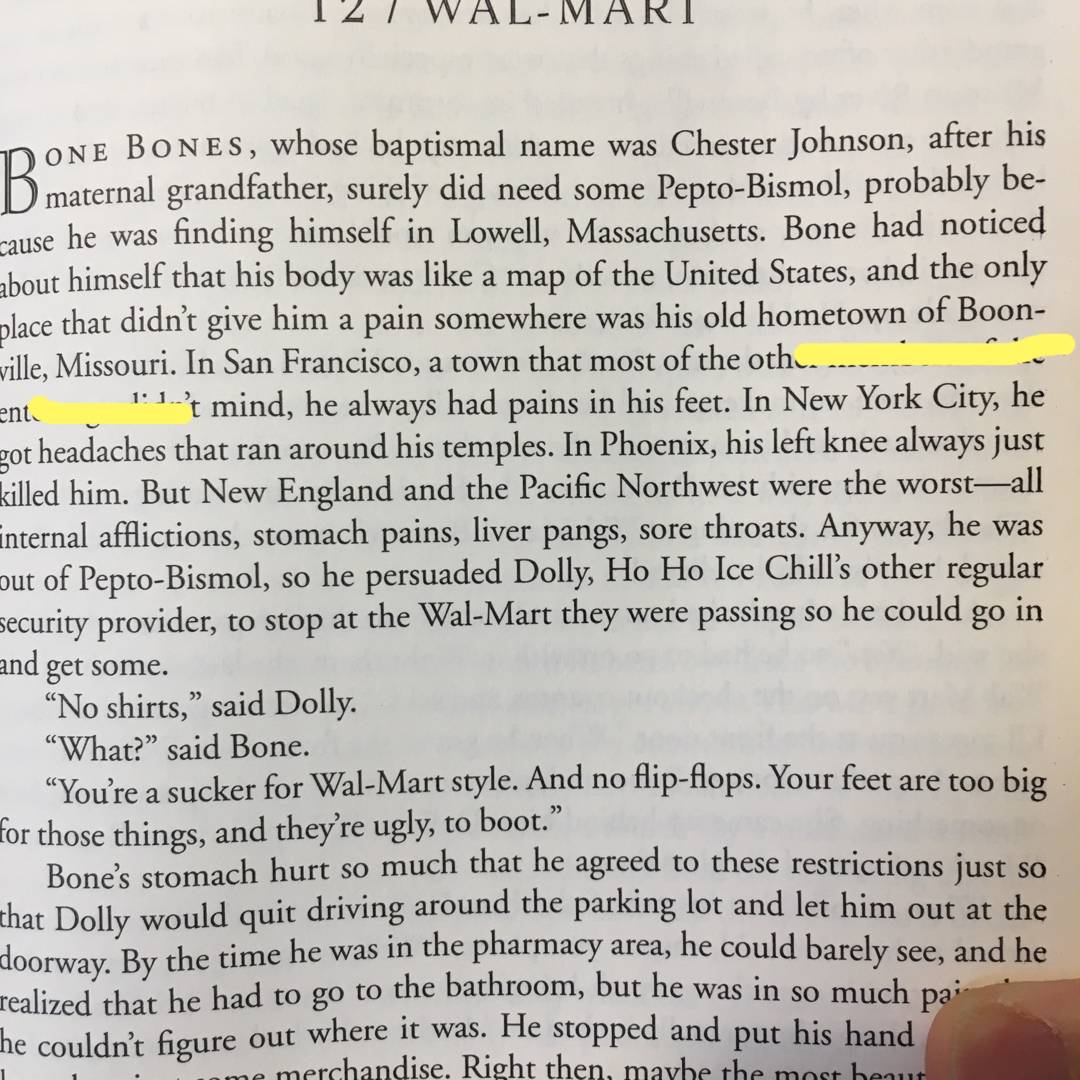 12 / WAL-MART
BONE BONES, whose baptismal name was Chester Johnson, after his
maternal grandfather, surely did need some Pepto-Bismol, probably be-
cause he was finding himself in Lowell, Massachusetts. Bone had noticed
about himself that his body was like a map of the United States, and the only
place that didn't give him a pain somewhere was his old hometown of Boon-
ville, Missouri. In San Francisco, a town that most of the
mind, he always had pains in his feet. In New York City, he
got headaches that ran around his temples. In Phoenix, his left knee always just
killed him. But New England and the Pacific Northwest were the worst—all
internal afflictions, stomach pains, liver pangs, sore throats. Anyway, he was
out of Pepto-Bismol, so he persuaded Dolly, Ho Ho Ice Chill's other regular
security provider, to stop at the Wal-Mart they were passing so he could go in
and get some.
“No shirts,” said Dolly.
“What?” said Bone.
“You're a sucker for Wal-Mart style. And no flip-flops. Your feet are too big
for those things, and they're ugly, to boot.”
Bone's stomach hurt so much that he agreed to these restrictions just so
that Dolly would quit driving around the parking lot and let him out at the
doorway. By the time he was in the pharmacy area, he could barely see, and he
realized that he had to go to the bathroom, but he was in so much
he couldn't figure out where it was. He stopped and put his hand
merchandise. Right then, maybe the most